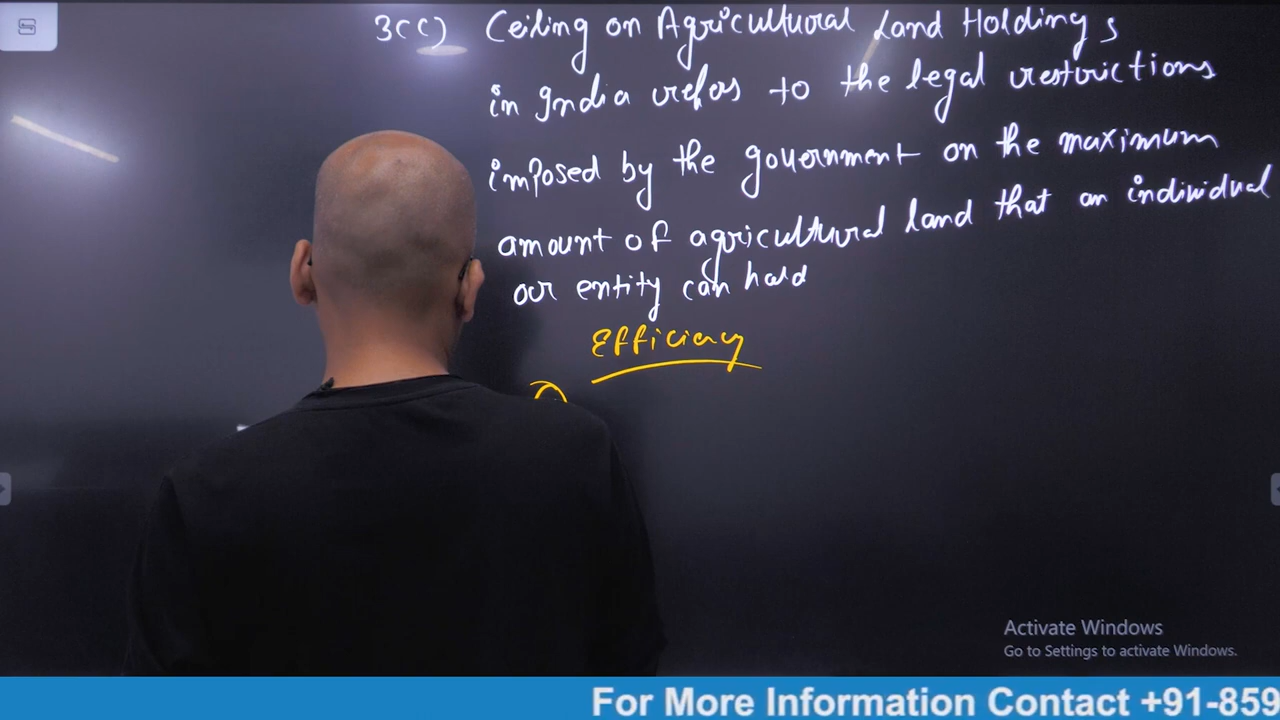 3(c) Ceiling on Agricultural Land Holdings
in India refers to the legal restrictions
imposed by the government on the maximum
amount of agricultural land that an individual
or entity can hold
Efficiacy
Activate Windows
Go to Settings to activate Windows.
For More Information Contact +91-859